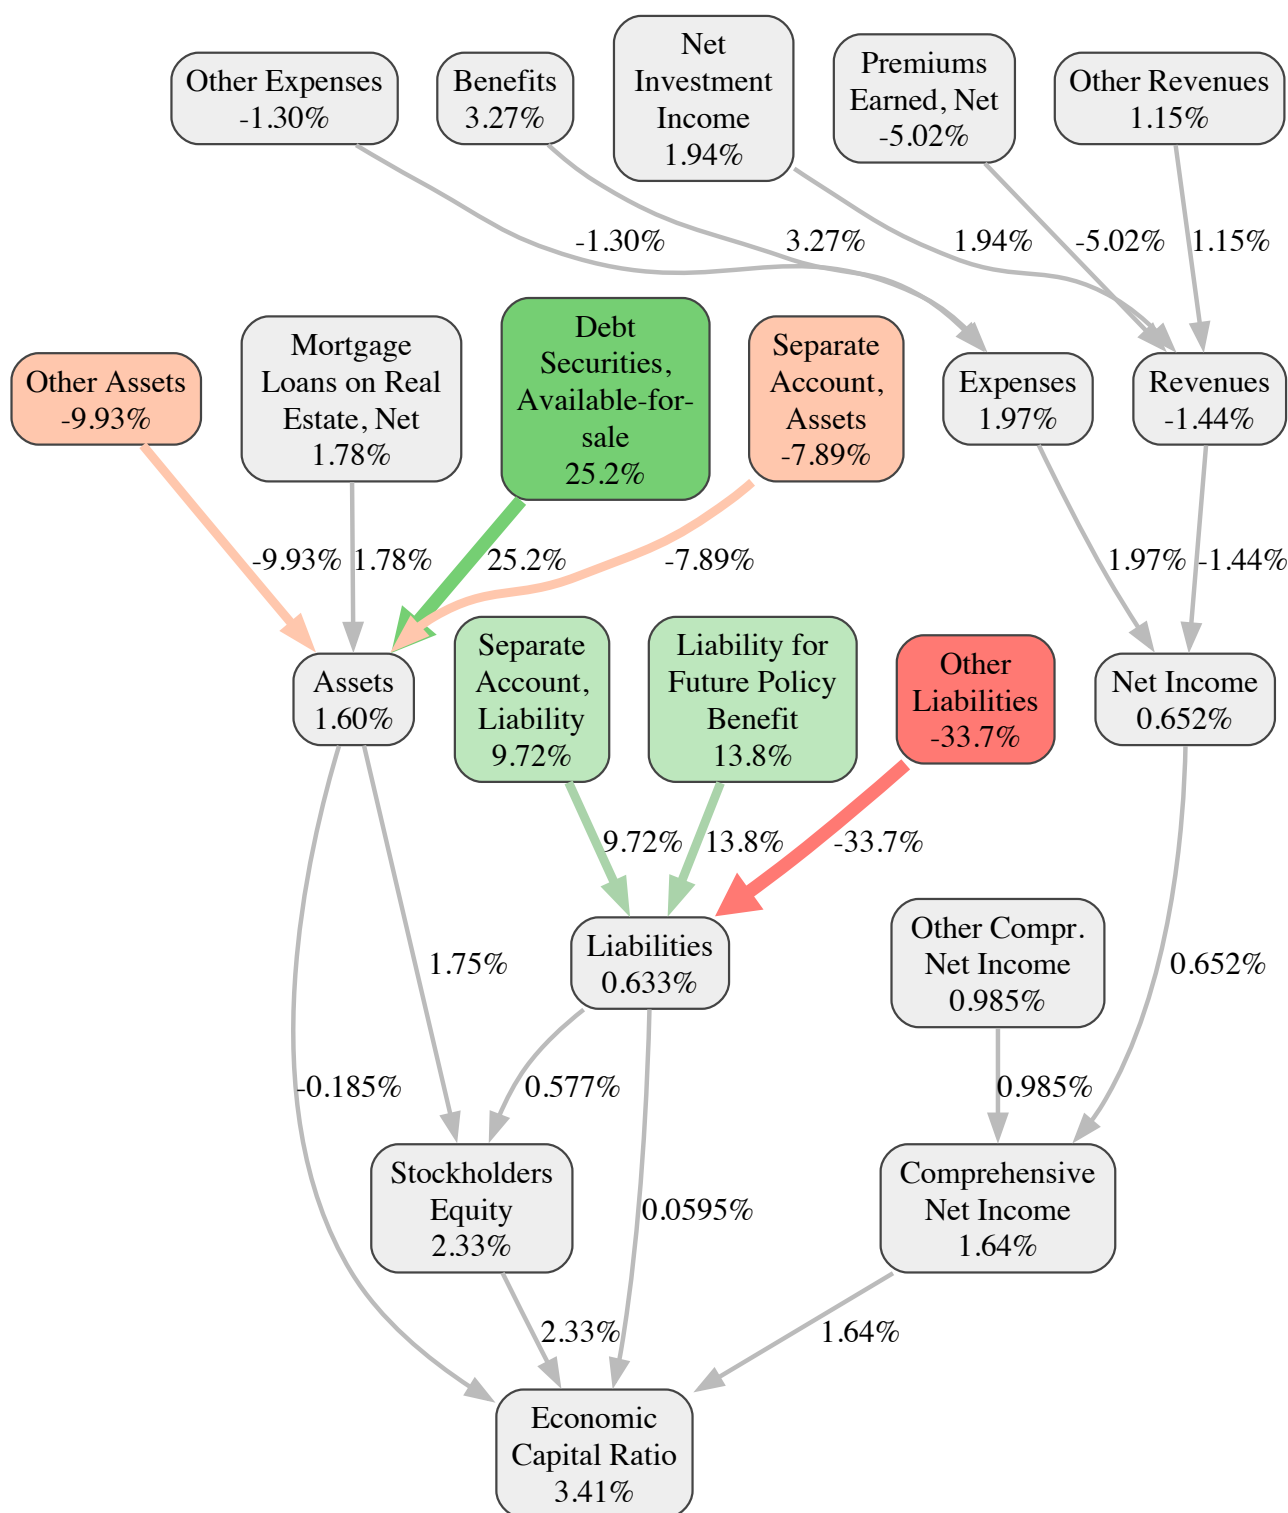 Other Expenses
-1.30%
Benefits
3.27%
Net
Investment
Income
1.94%
Premiums
Earned, Net
-5.02%
Other Revenues
1.15%
-1.30%
3.27%
1.94%
-5.02%
1.15%
Other Assets
-9.93%
Mortgage
Loans on Real
Estate, Net
1.78%
Debt
Securities,
Available-for-
sale
25.2%
Separate
Account,
Assets
-7.89%
Expenses
1.97%
Revenues
-1.44%
-9.93%
1.78%
25.2%
-7.89%
1.97%
-1.44%
Assets
1.60%
Separate
Account,
Liability
9.72%
Liability for
Future Policy
Benefit
13.8%
Other
Liabilities
-33.7%
Net Income
0.652%
9.72%
13.8%
-33.7%
Liabilities
0.633%
Other Compr.
Net Income
0.985%
1.75%
0.652%
-0.185%
0.577%
0.985%
Stockholders
Equity
2.33%
0.0595%
Comprehensive
Net Income
1.64%
2.33%
1.64%
Economic
Capital Ratio
3.41%